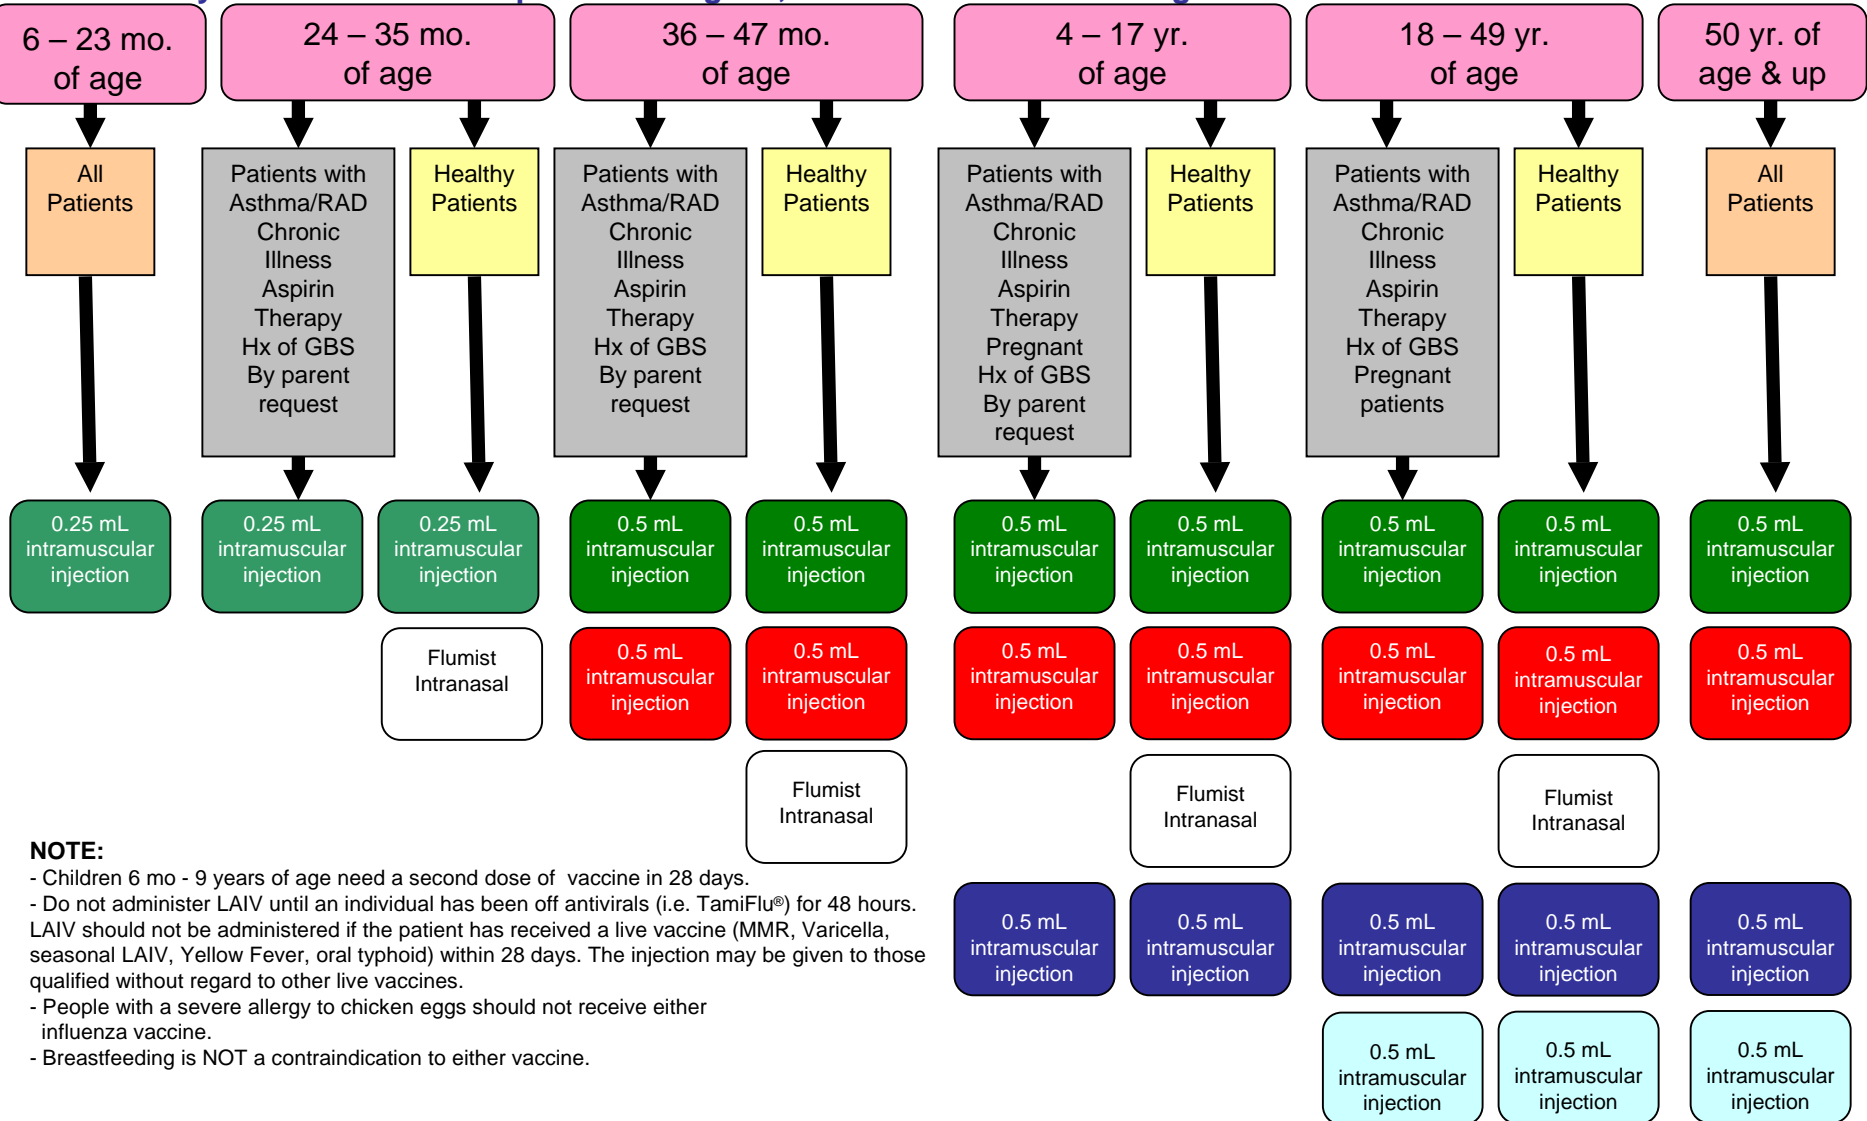 6 – 23 mo.
of age
24 – 35 mo.
of age
36 – 47 mo.
of age
4 – 17 yr.
of age
18 – 49 yr.
of age
50 yr. of
age & up
All
Patients
Patients with
Asthma/RAD
Chronic
Illness
Aspirin
Therapy
Hx of GBS
By parent
request
Healthy
Patients
Patients with
Asthma/RAD
Chronic
Illness
Aspirin
Therapy
Hx of GBS
By parent
request
Healthy
Patients
Patients with
Asthma/RAD
Chronic
Illness
Aspirin
Therapy
Pregnant
Hx of GBS
By parent
request
Healthy
Patients
Patients with
Asthma/RAD
Chronic
Illness
Aspirin
Therapy
Hx of GBS
Pregnant
patients
Healthy
Patients
All
Patients
0.25 mL
intramuscular
injection
0.25 mL
intramuscular
injection
0.25 mL
intramuscular
injection
0.5 mL
intramuscular
injection
0.5 mL
intramuscular
injection
0.5 mL
intramuscular
injection
0.5 mL
intramuscular
injection
0.5 mL
intramuscular
injection
0.5 mL
intramuscular
injection
0.5 mL
intramuscular
injection
Flumist
Intranasal
0.5 mL
intramuscular
injection
0.5 mL
intramuscular
injection
0.5 mL
intramuscular
injection
0.5 mL
intramuscular
injection
0.5 mL
intramuscular
injection
0.5 mL
intramuscular
injection
0.5 mL
intramuscular
injection
Flumist
Intranasal
Flumist
Intranasal
Flumist
Intranasal
NOTE:
- Children 6 mo - 9 years of age need a second dose of vaccine in 28 days.
- Do not administer LAIV until an individual has been off antivirals (i.e. TamiFlu®) for 48 hours.
LAIV should not be administered if the patient has received a live vaccine (MMR, Varicella,
seasonal LAIV, Yellow Fever, oral typhoid) within 28 days. The injection may be given to those
qualified without regard to other live vaccines.
- People with a severe allergy to chicken eggs should not receive either
influenza vaccine.
- Breastfeeding is NOT a contraindication to either vaccine.
0.5 mL
intramuscular
injection
0.5 mL
intramuscular
injection
0.5 mL
intramuscular
injection
0.5 mL
intramuscular
injection
0.5 mL
intramuscular
injection
0.5 mL
intramuscular
injection
0.5 mL
intramuscular
injection
0.5 mL
intramuscular
injection